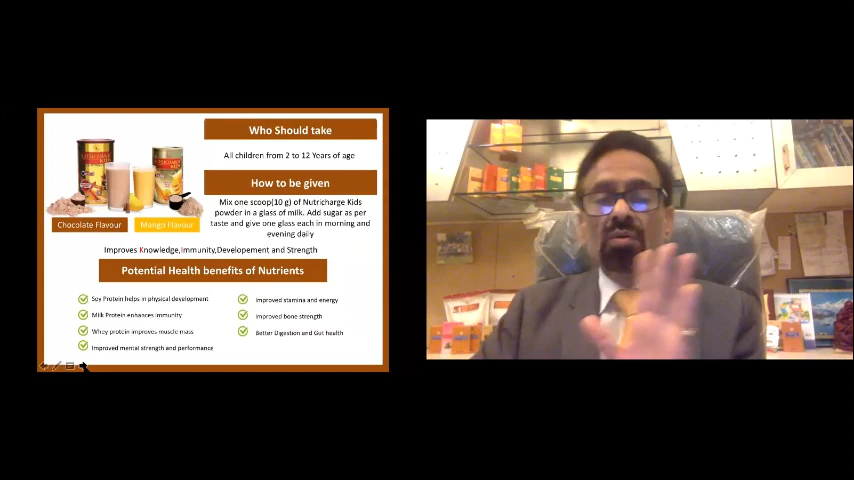 Who Should take
All children from 2 to 12 Years of age
How to be given
Mix one scoop(10 g) of Nutricharge Kids
powder in a glass of milk. Add sugar as per
taste and give one glass each in morning and
evening daily
Chocolate Flavour
Mango Flavour
Improves Knowledge,Immunity,Developement and Strength
Potential Health benefits of Nutrients
Soy Protein helps in physical development
Milk Protein enhances immunity
Whey protein improves muscle mass
Improved mental strength and performance
Improved stamina and energy
Improved bone strength
Better Digestion and Gut health